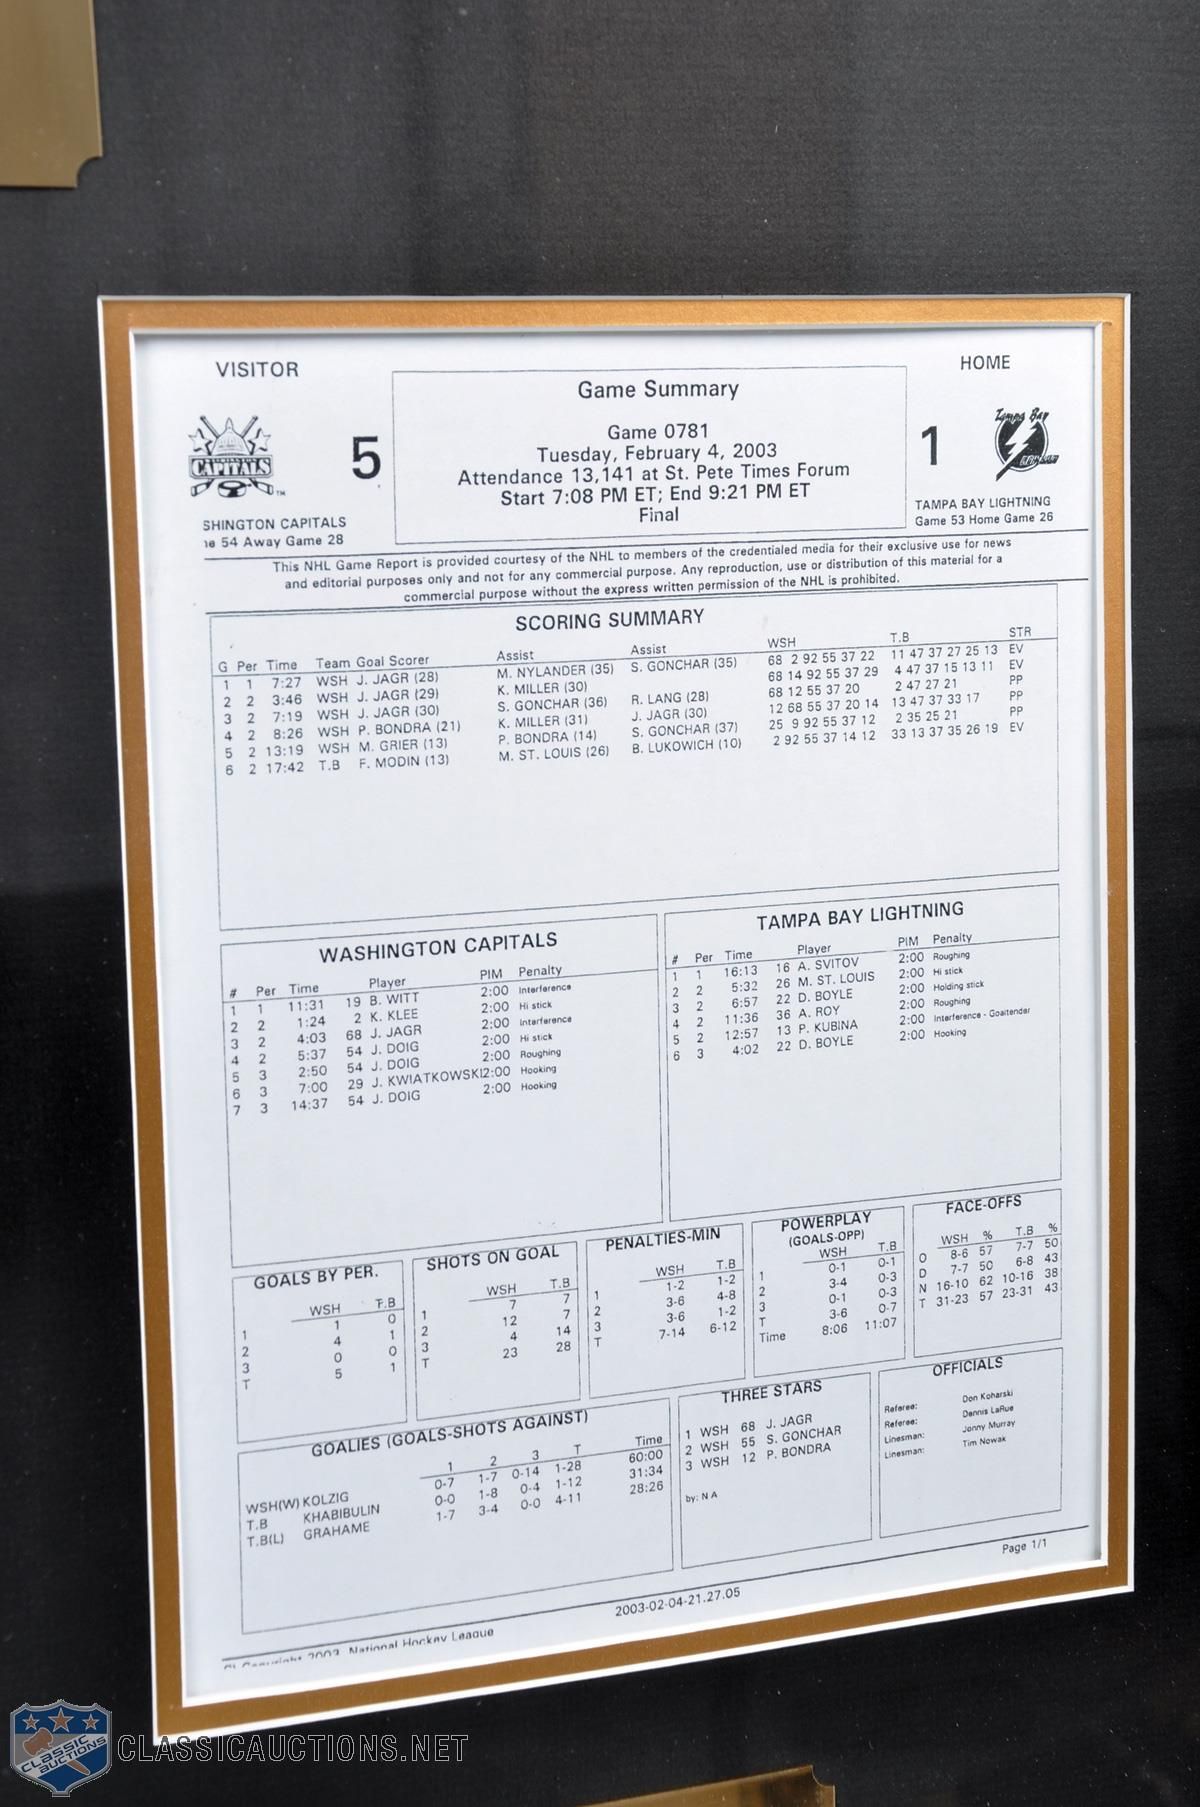 VISITOR
HOME
Game Summary
Game 0781
Tuesday, February 4, 2003
Attendance 13,141 at St. Pete Times Forum
Start 7:08 PM ET; End 9:21 PM ET
Final
CAPITALS
TM
5
1
Tampa Bay
SHINGTON CAPITALS
e 54 Away Game 28
TAMPA BAY LIGHTNING
Game 53 Home Game 26
This NHL Game Report is provided courtesy of the NHL to members of the credentialed media for their exclusive use for news
and editorial purposes only and not for any commercial purpose. Any reproduction, use or distribution of this material for a
commercial purpose without the express written permission of the NHL is prohibited.
SCORING SUMMARY
G Per Time Team Goal Scorer Assist Assist WSH T.B STR
1 1 7:27 WSH J. JAGR (28) M. NYLANDER (35) S. GONCHAR (35) 68 2 92 55 37 22 11 47 37 27 25 13 EV
2 2 3:46 WSH J. JAGR (29) K. MILLER (30) 68 14 92 55 37 29 4 47 37 15 13 11 EV
3 2 7:19 WSH J. JAGR (30) S. GONCHAR (36) R. LANG (28) 68 12 55 37 20 2 47 27 21 PP
4 2 8:26 WSH P. BONDRA (21) K. MILLER (31) J. JAGR (30) 12 68 55 37 20 14 13 47 37 33 17 PP
5 2 13:19 WSH M. GRIER (13) P. BONDRA (14) S. GONCHAR (37) 25 9 92 55 37 12 2 35 25 21 PP
6 2 17:42 T.B F. MODIN (13) M. ST. LOUIS (26) B. LUKOWICH (10) 2 92 55 37 14 12 33 13 37 35 26 19 EV
WASHINGTON CAPITALS
# Per Time Player PIM Penalty
1 1 11:31 19 B. WITT 2:00 Interference
2 2 1:24 2 K. KLEE 2:00 Hi stick
3 2 4:03 68 J. JAGR 2:00 Interference
4 2 5:37 54 J. DOIG 2:00 Hi stick
5 3 2:50 54 J. DOIG 2:00 Roughing
6 3 7:00 29 J. KWIATKOWSKI 2:00 Hooking
7 3 14:37 54 J. DOIG 2:00 Hooking
TAMPA BAY LIGHTNING
# Per Time Player PIM Penalty
1 1 16:13 16 A. SVITOV 2:00 Roughing
2 2 5:32 26 M. ST. LOUIS 2:00 Hi stick
3 2 6:57 22 D. BOYLE 2:00 Holding stick
4 2 11:36 36 A. ROY 2:00 Roughing
5 2 12:57 13 P. KUBINA 2:00 Interference - Goaltender
6 3 4:02 22 D. BOYLE 2:00 Hooking
GOALS BY PER.
WSH T.B
1 1 0
2 4 1
3 0 0
T 5 1
SHOTS ON GOAL
WSH T.B
1 7 7
2 12 7
3 4 14
T 23 28
PENALTIES-MIN
WSH T.B
1 1-2 1-2
2 3-6 4-8
3 3-6 1-2
T 7-14 6-12
POWERPLAY
(GOALS-OPP)
WSH T.B
1 0-1 0-1
2 3-4 0-3
3 0-1 0-3
T 3-6 0-7
Time 8:06 11:07
FACE-OFFS
WSH % T.B %
O 8-6 57 7-7 50
D 7-7 50 6-8 43
N 16-10 62 10-16 38
T 31-23 57 23-31 43
GOALIES (GOALS-SHOTS AGAINST)
1 2 3 T Time
WSH(W) KOLZIG 0-7 1-7 0-14 1-28 60:00
T.B KHABIBULIN 0-0 1-8 0-4 1-12 31:34
T.B(L) GRAHAME 1-7 3-4 0-0 4-11 28:26
THREE STARS
1 WSH 68 J. JAGR
2 WSH 55 S. GONCHAR
3 WSH 12 P. BONDRA
by: N A
OFFICIALS
Referee: Don Koharski
Referee: Dennis LaRue
Linesman: Jonny Murray
Linesman: Tim Nowak
Page 1/1
2003-02-04-21.27.05
Copyright 2003, National Hockey League
CLASSIC AUCTIONS
CLASSICAUCTIONS.NET